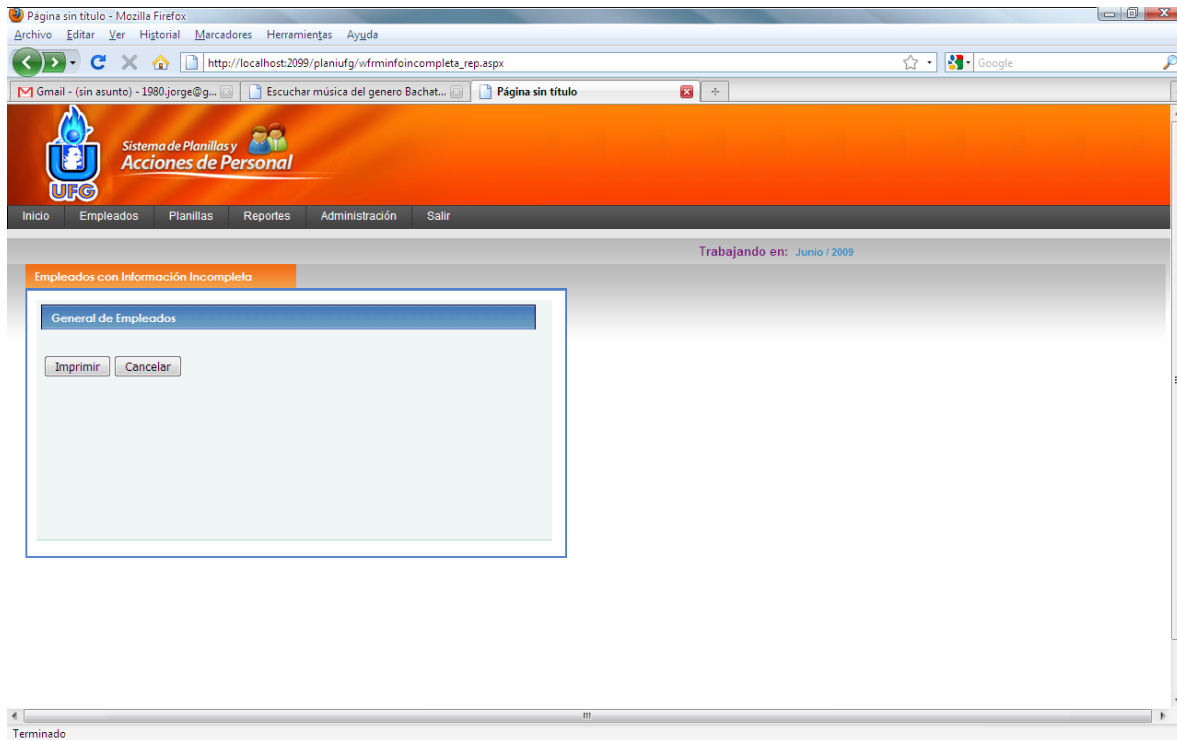 Página sin título - Mozilla Firefox
Archivo Editar Ver Historial Marcadores Herramientas Ayuda
http://localhost:2099/planiufg/wfrminfoincompleta_rep.aspx Google
Gmail - (sin asunto) - 1980.jorge@g... Escuchar música del genero Bachat... Página sin título
Sistema de Planillas y
Acciones de Personal
UFG
Inicio Empleados Planillas Reportes Administración Salir
Trabajando en: Junio / 2009
Empleados con Información Incompleta
General de Empleados
Imprimir Cancelar
Terminado